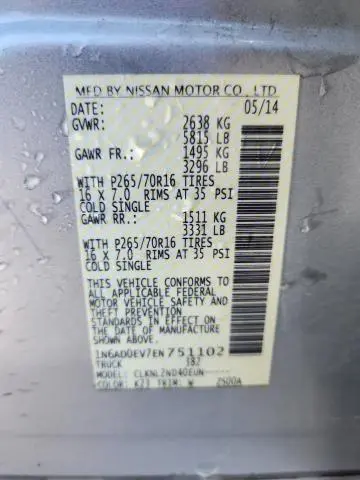 MFD BY NISSAN MOTOR CO., LTD.
DATE: 05/14
GVWR: 2638 KG
5815 LB
GAWR FR.: 1495 KG
3296 LB
WITH P265/70R16 TIRES
16 X 7.0 RIMS AT 35 PSI
COLD SINGLE
GAWR RR.: 1511 KG
3331 LB
WITH P265/70R16 TIRES
16 X 7.0 RIMS AT 35 PSI
COLD SINGLE
THIS VEHICLE CONFORMS TO ALL
APPLICABLE FEDERAL
MOTOR VEHICLE SAFETY
AND THEFT PREVENTION
STANDARDS IN EFFECT ON
THE DATE OF MANUFACTURE
SHOWN ABOVE.
1N6AD0EV7EN751102
TRUCK 182
MODEL: CLKNLZND40EUN-----
COLOR: KZ3 TRIM: W 2500A